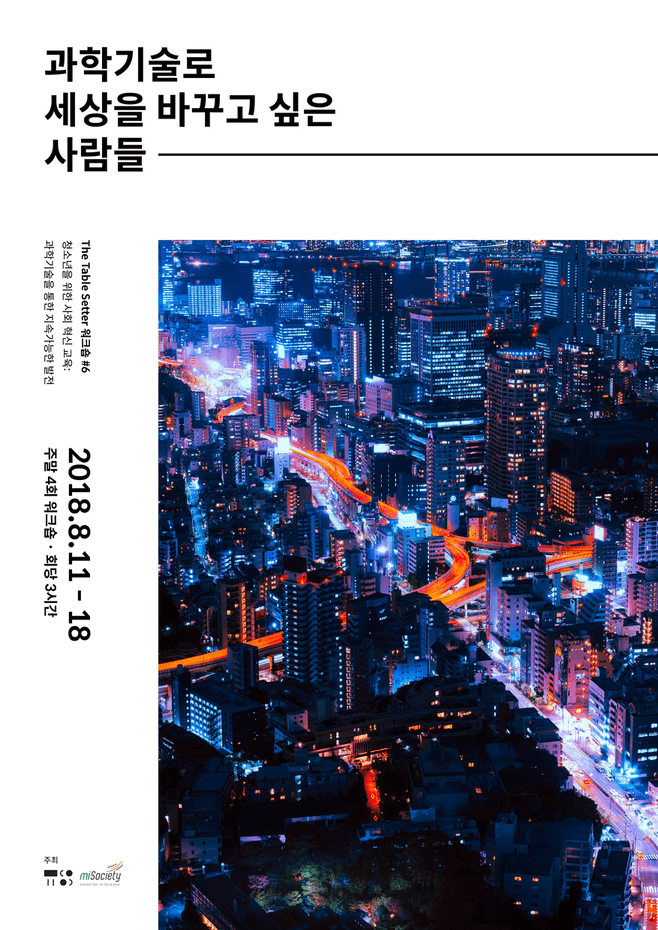 과학기술로
세상을 바꾸고 싶은
사람들
The Table Setter 워크숍 #6
청소년을 위한 사회 혁신 교육:
과학기술을 통한 지속가능한 발전
2018.8.11 – 18
주말 4회 워크숍 · 회당 3시간
주최
TS
miSociety